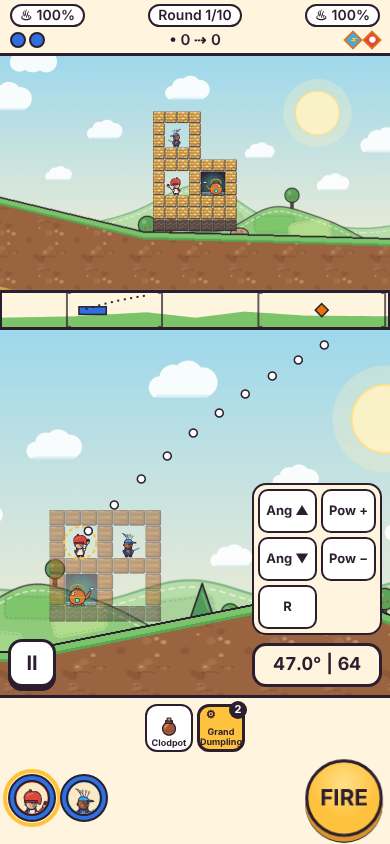 ♨ 100% Round 1/10 ♨ 100%
• 0 ⇢ 0
Ang ▲ Pow +
Ang ▼ Pow −
R
47.0° | 64
2
Clodpot Grand Dumpling
FIRE